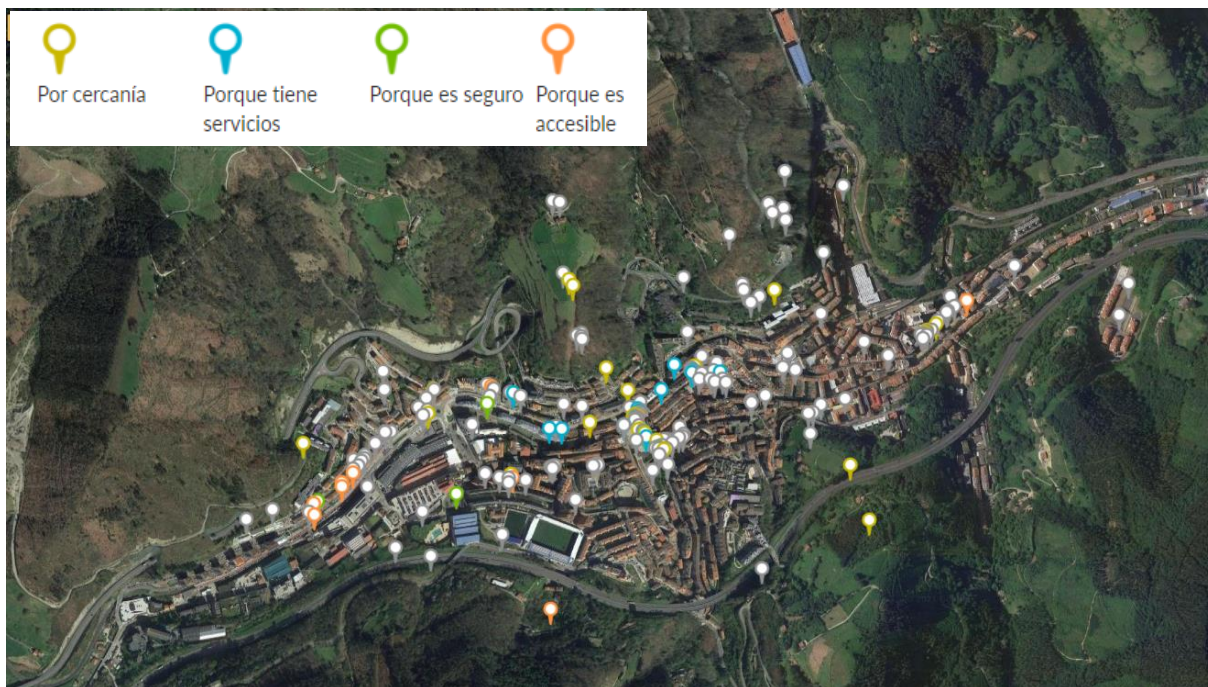 Por cercanía
Porque tiene
servicios
Porque es seguro
Porque es
accesible